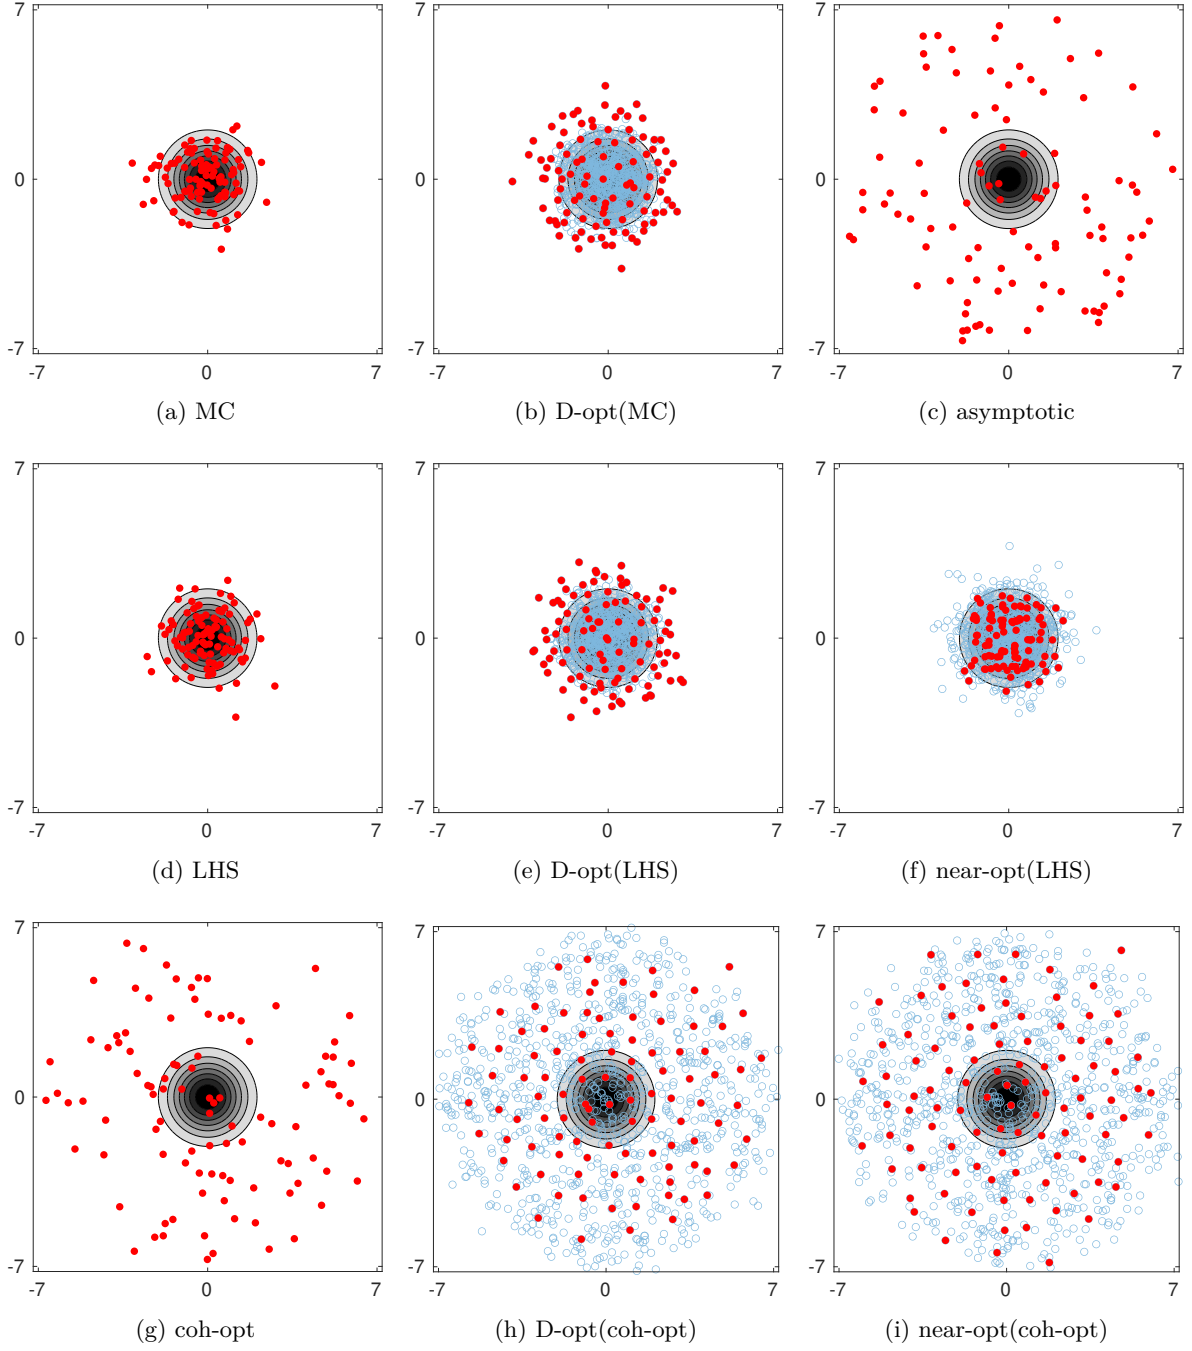 7 7 7
0 0 0
-7 -7 -7
-7 0 7 -7 0 7 -7 0 7
(a) MC (b) D-opt(MC) (c) asymptotic
7 7 7
0 0 0
-7 -7 -7
-7 0 7 -7 0 7 -7 0 7
(d) LHS (e) D-opt(LHS) (f) near-opt(LHS)
7 7 7
0 0 0
-7 -7 -7
-7 0 7 -7 0 7 -7 0 7
(g) coh-opt (h) D-opt(coh-opt) (i) near-opt(coh-opt)